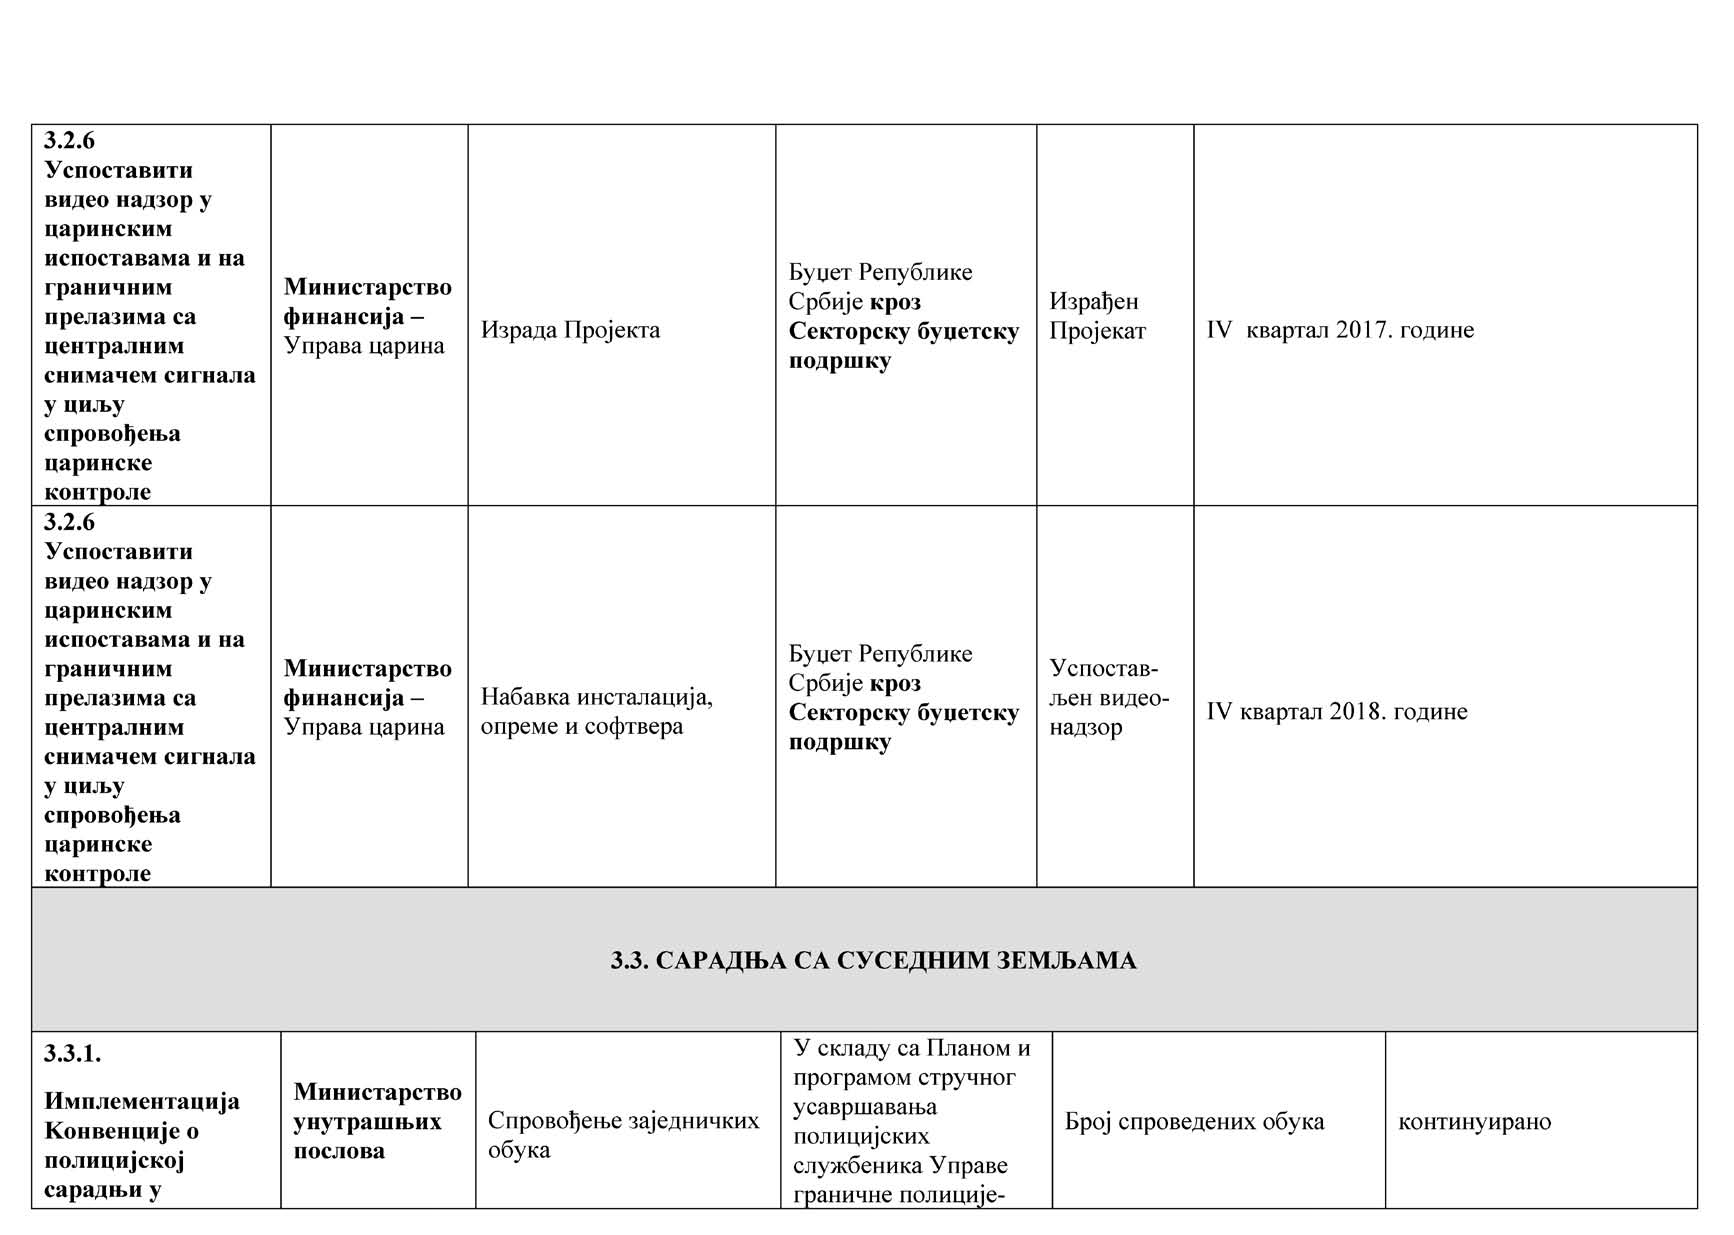 3.2.6
Успоставити
видео надзор у
царинским
испоставама и на
граничним
прелазима са
централним
снимачем сигнала
у циљу
спровођења
царинске
контроле
Министарство
финансија –
Управа царина
Израда Пројекта
Буџет Републике
Србије кроз
Секторску буџетску
подршку
Израђен
Пројекат
IV квартал 2017. године
3.2.6
Успоставити
видео надзор у
царинским
испоставама и на
граничним
прелазима са
централним
снимачем сигнала
у циљу
спровођења
царинске
контроле
Министарство
финансија –
Управа царина
Набавка инсталација,
опреме и софтвера
Буџет Републике
Србије кроз
Секторску буџетску
подршку
Успостав-
љен видео-
надзор
IV квартал 2018. године
3.3. САРАДЊА СА СУСЕДНИМ ЗЕМЉАМА
3.3.1.
Имплементација
Конвенције о
полицијској
сарадњи у
Министарство
унутрашњих
послова
Спровођење заједничких
обука
У складу са Планом и
програмом стручног
усавршавања
полицијских
службеника Управе
граничне полиције-
Број спроведених обука
континуирано